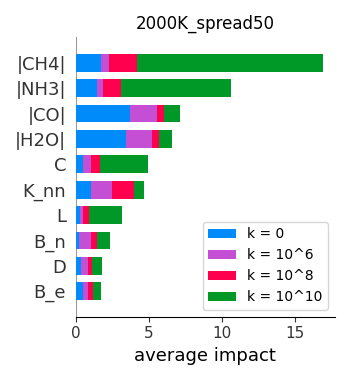 2000K_spread50
|CH4|
|NH3|
|CO|
|H2O|
C
K_nn
L
B_n
D
B_e
k = 0
k = 10^6
k = 10^8
k = 10^10
0 5 10 15
average impact